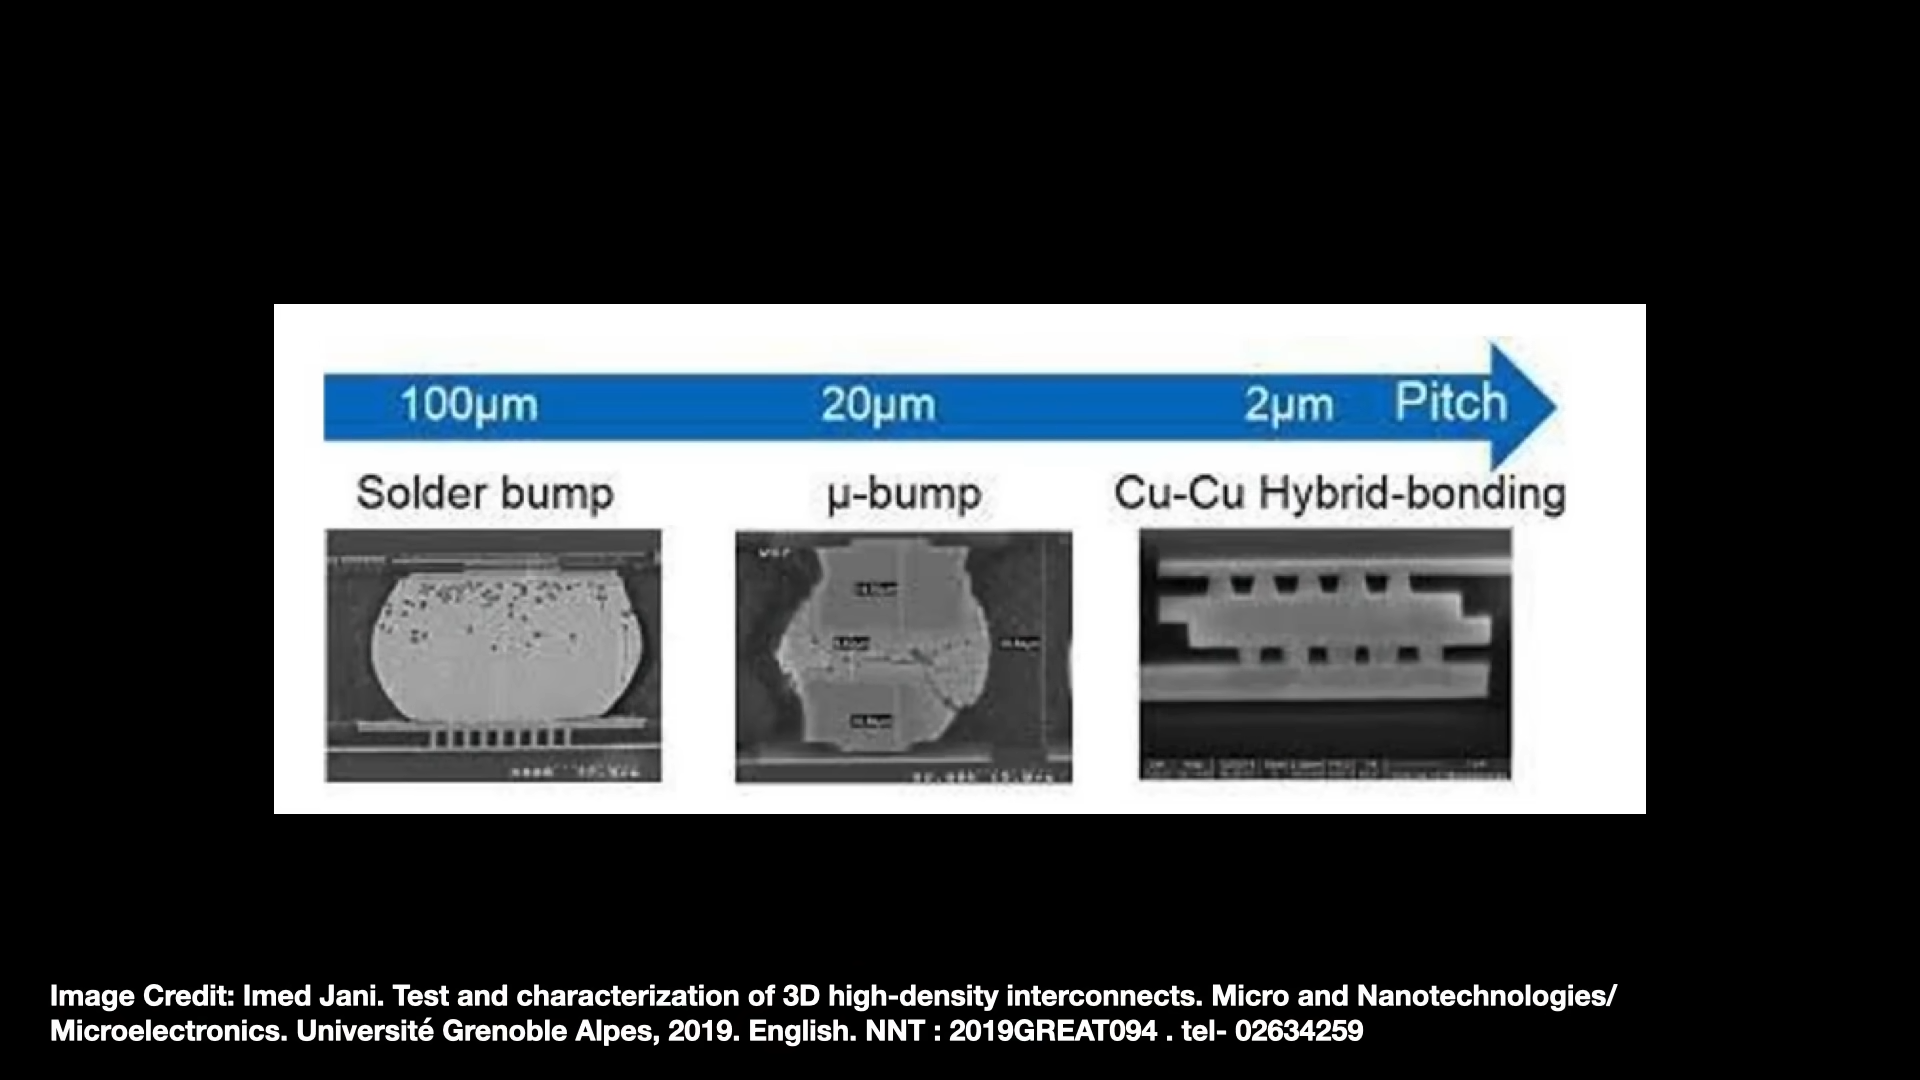 100µm 20µm 2µm Pitch
Solder bump µ-bump Cu-Cu Hybrid-bonding
Image Credit: Imed Jani. Test and characterization of 3D high-density interconnects. Micro and Nanotechnologies/
Microelectronics. Université Grenoble Alpes, 2019. English. NNT : 2019GREAT094 . tel- 02634259